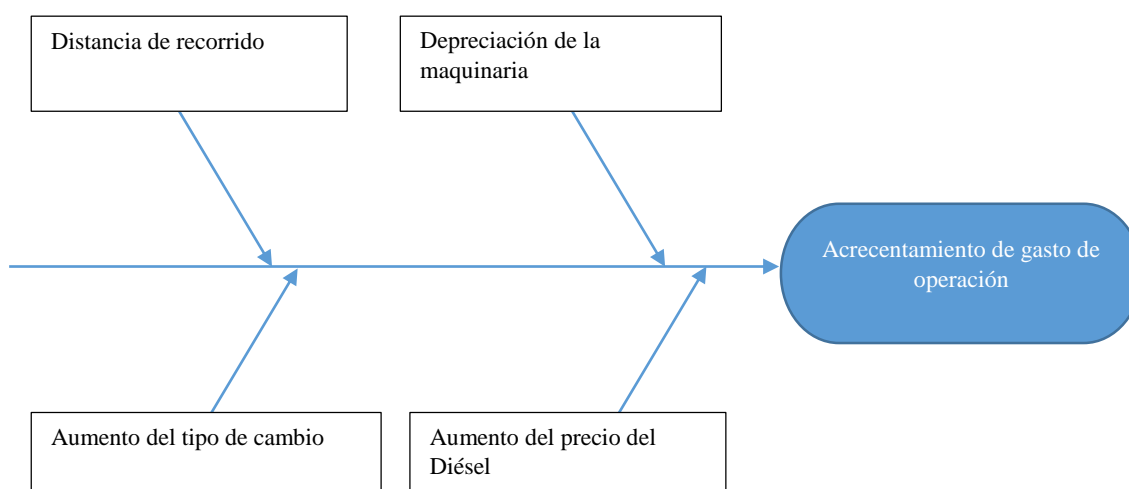 Distancia de recorrido
Depreciación de la
maquinaria
Acrecentamiento de gasto de
operación
Aumento del tipo de cambio
Aumento del precio del
Diésel